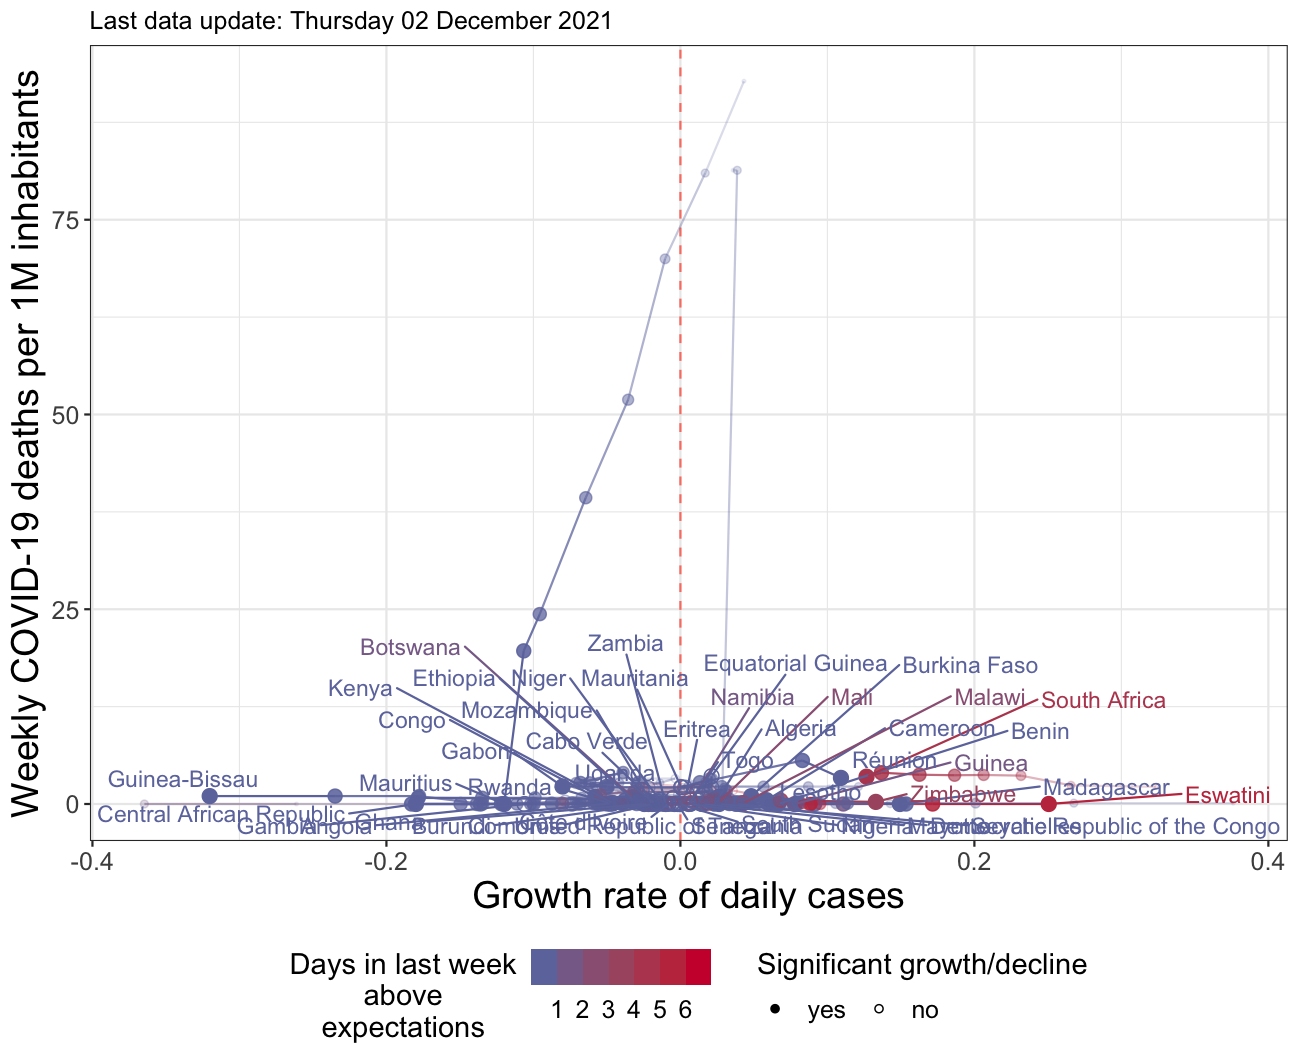 Last data update: Thursday 02 December 2021
Weekly COVID-19 deaths per 1M inhabitants
75
50
25
0
Botswana
Zambia
Equatorial Guinea
Burkina Faso
Kenya
Ethiopia
Niger
Mauritania
Namibia
Mali
Malawi
South Africa
Congo
Mozambique
Eritrea
Algeria
Cameroon
Benin
Gabon
Cabo Verde
Togo
Réunion
Guinea
Guinea-Bissau
Mauritius
Rwanda
Uganda
Lesotho
Zimbabwe
Madagascar
Eswatini
Central African Republic
Gambia
Angola
Ghana
Burundi
Côte d'Ivoire
Senegal
South Sudan
Nigeria
Mayotte
Seychelles
Democratic Republic of the Congo
-0.4
-0.2
0.0
0.2
0.4
Growth rate of daily cases
Days in last week
above
expectations
1 2 3 4 5 6
Significant growth/decline
yes
no